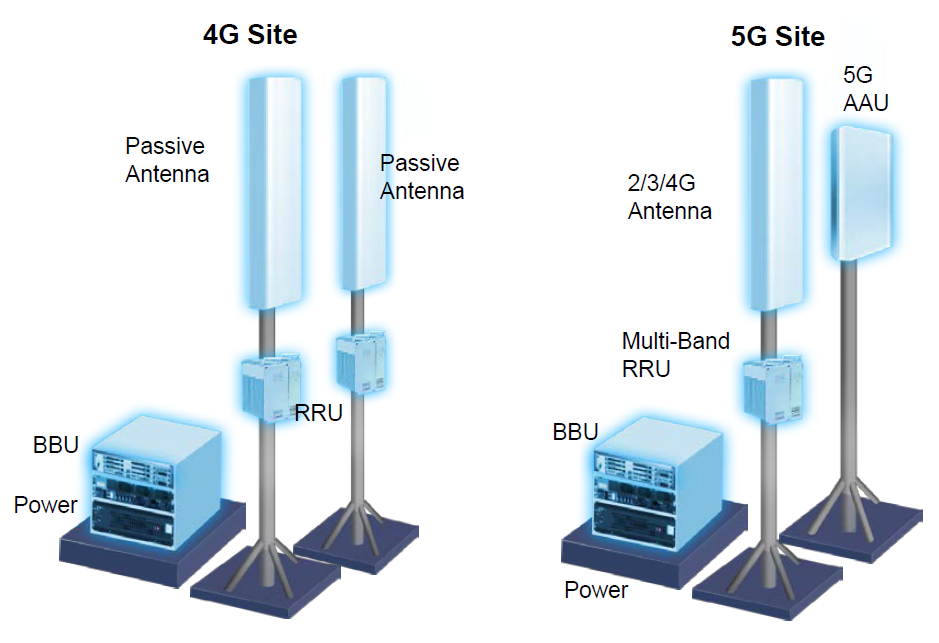 4G Site
Passive
Antenna
Passive
Antenna
RRU
BBU
Power
5G Site
5G
AAU
2/3/4G
Antenna
Multi-Band
RRU
BBU
Power